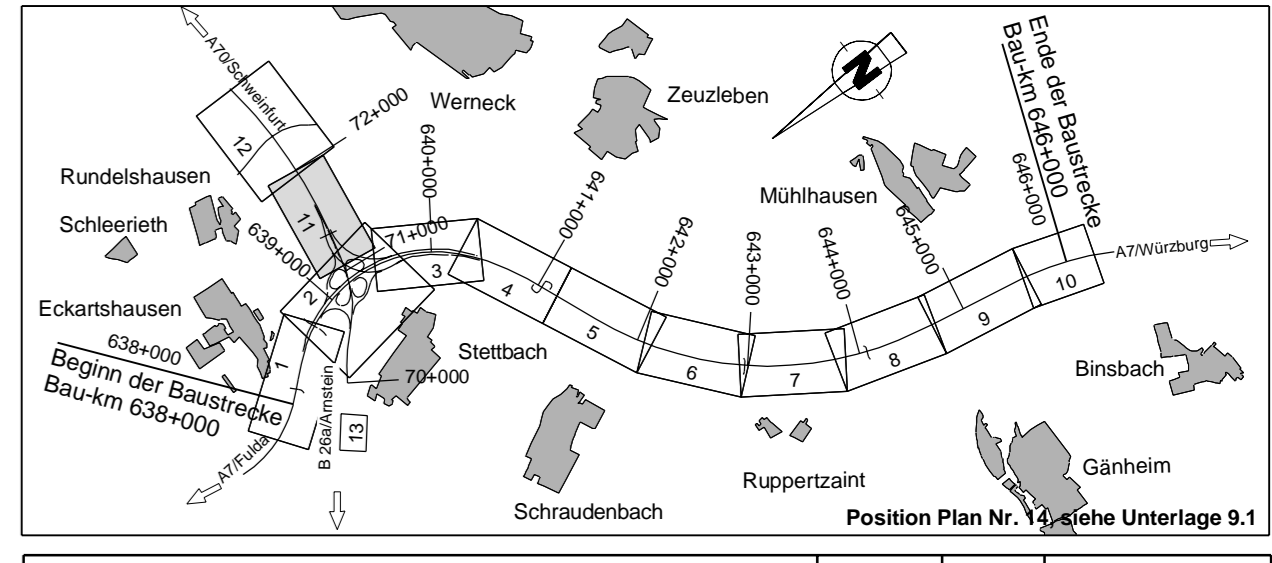 A70/Schweinfurt
Werneck
Zeuzleben
N
Ende der Baustrecke
Bau-km 646+000
646+000
72+000
640+000
641+000
12
Rundelshausen
Schleerieth
11
Mühlhausen
645+000
639+000
71+000
642+000
643+000
644+000
A7/Würzburg
2
3
4
10
Eckartshausen
9
638+000
Beginn der Baustrecke
Bau-km 638+000
1
5
Stettbach
8
Binsbach
70+000
6
7
B 26a/Arnstein
13
A7/Fulda
Ruppertzaint
Gänheim
Schraudenbach
Position Plan Nr. 14, siehe Unterlage 9.1